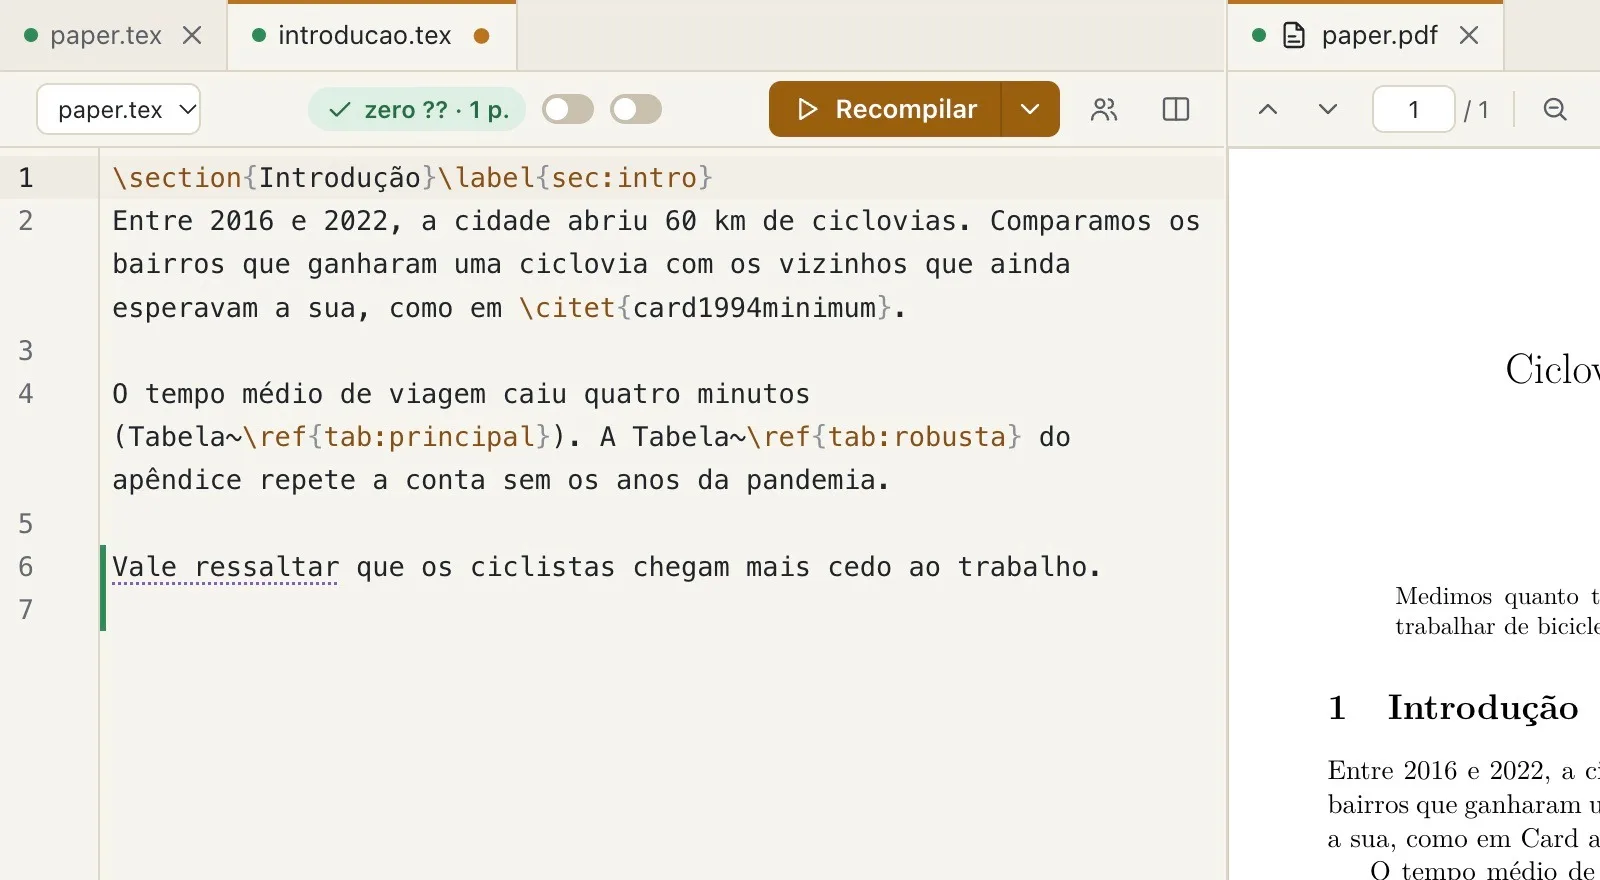 paper.tex
introducao.tex
paper.pdf
paper.tex
zero ?? · 1 p.
Recompilar
1 / 1
1 \section{Introdução}\label{sec:intro}
2 Entre 2016 e 2022, a cidade abriu 60 km de ciclovias. Comparamos os
bairros que ganharam uma ciclovia com os vizinhos que ainda
esperavam a sua, como em \citet{card1994minimum}.
3
4 O tempo médio de viagem caiu quatro minutos
(Tabela~\ref{tab:principal}). A Tabela~\ref{tab:robusta} do
apêndice repete a conta sem os anos da pandemia.
5
6 Vale ressaltar que os ciclistas chegam mais cedo ao trabalho.
7
Ciclov
Medimos quanto t
trabalhar de bicicle
1 Introdução
Entre 2016 e 2022, a ci
bairros que ganharam u
a sua, como em Card a
O tempo médio de